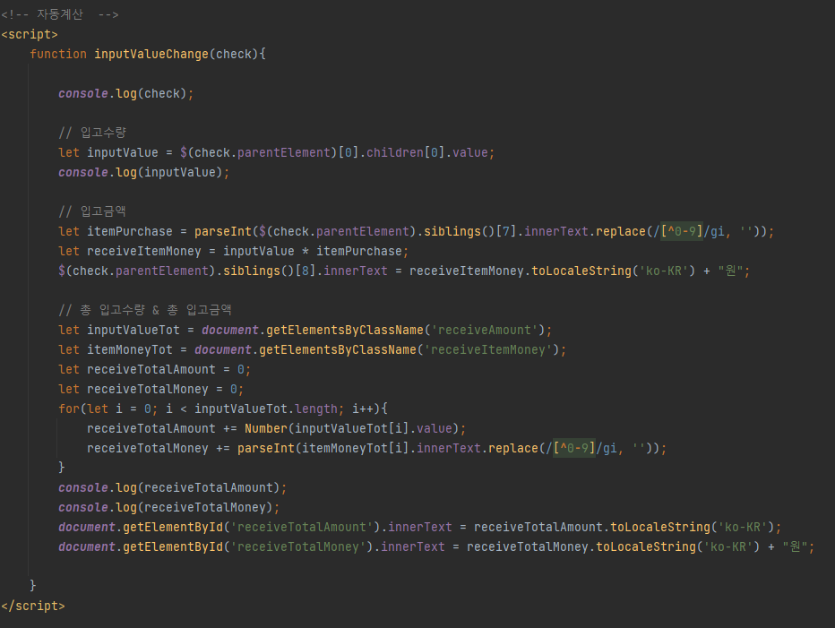 <!-- 자동계산  -->
<script>
    function inputValueChange(check){

        console.log(check);

        // 입고수량
        let inputValue = $(check.parentElement)[0].children[0].value;
        console.log(inputValue);

        // 입고금액
        let itemPurchase = parseInt($(check.parentElement).siblings()[7].innerText.replace(/[^0-9]/gi, ''));
        let receiveItemMoney = inputValue * itemPurchase;
        $(check.parentElement).siblings()[8].innerText = receiveItemMoney.toLocaleString('ko-KR') + "원";

        // 총 입고수량 & 총 입고금액
        let inputValueTot = document.getElementsByClassName('receiveAmount');
        let itemMoneyTot = document.getElementsByClassName('receiveItemMoney');
        let receiveTotalAmount = 0;
        let receiveTotalMoney = 0;
        for(let i = 0; i < inputValueTot.length; i++){
            receiveTotalAmount += Number(inputValueTot[i].value);
            receiveTotalMoney += parseInt(itemMoneyTot[i].innerText.replace(/[^0-9]/gi, ''));
        }
        console.log(receiveTotalAmount);
        console.log(receiveTotalMoney);
        document.getElementById('receiveTotalAmount').innerText = receiveTotalAmount.toLocaleString('ko-KR');
        document.getElementById('receiveTotalMoney').innerText = receiveTotalMoney.toLocaleString('ko-KR') + "원";

    }
</script>